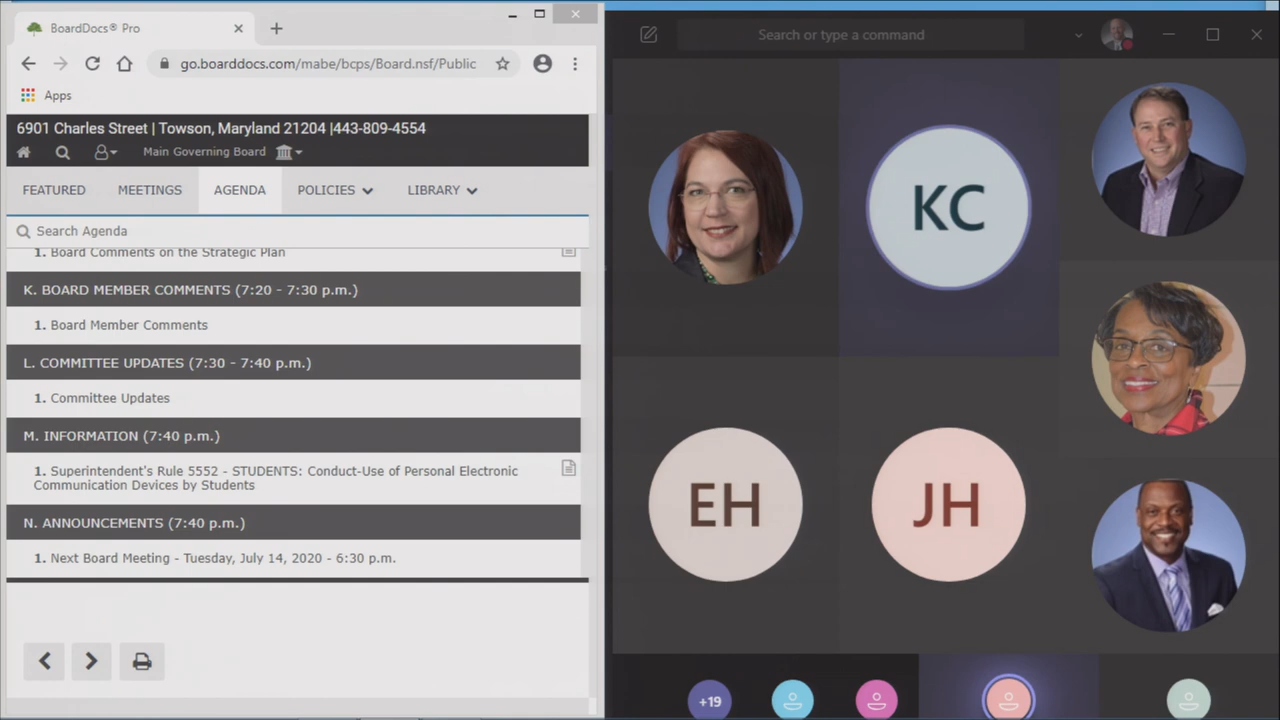 BoardDocs® Pro
go.boarddocs.com/mabe/bcps/Board.nsf/Public
Apps
6901 Charles Street | Towson, Maryland 21204 |443-809-4554
Main Governing Board
FEATURED MEETINGS AGENDA POLICIES LIBRARY
Search Agenda
1. Board Comments on the Strategic Plan
K. BOARD MEMBER COMMENTS (7:20 - 7:30 p.m.)
1. Board Member Comments
L. COMMITTEE UPDATES (7:30 - 7:40 p.m.)
1. Committee Updates
M. INFORMATION (7:40 p.m.)
1. Superintendent's Rule 5552 - STUDENTS: Conduct-Use of Personal Electronic
Communication Devices by Students
N. ANNOUNCEMENTS (7:40 p.m.)
1. Next Board Meeting - Tuesday, July 14, 2020 - 6:30 p.m.
Search or type a command
KC
EH
JH
+19